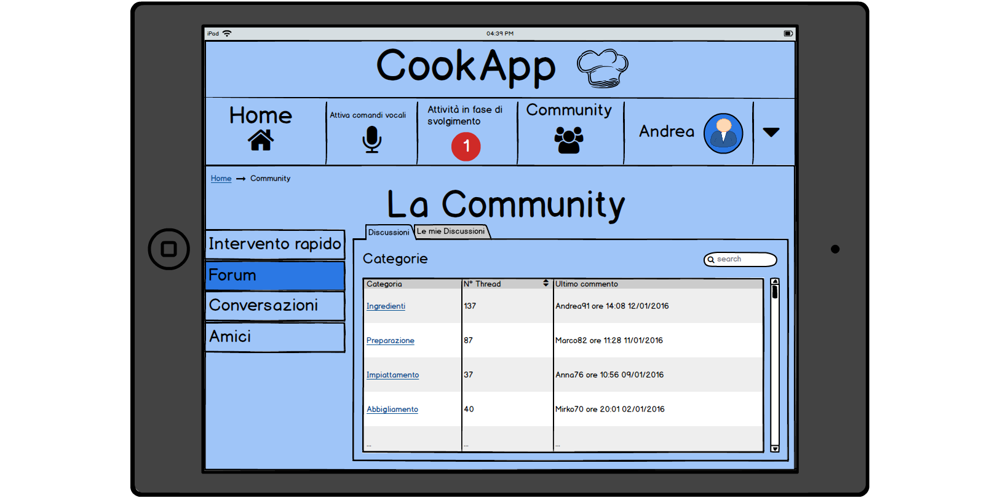 iPad
04:39 PM
CookApp
Home
Attiva comandi vocali
Attività in fase di
svolgimento
1
Community
Andrea
Home Community
La Community
Intervento rapido
Forum
Conversazioni
Amici
Discussioni Le mie Discussioni
Categorie
search
Categoria N° Thread Ultimo commento
Ingredienti 137 Andrea91 ore 14:08 12/01/2016
Preparazione 87 Marco82 ore 11:28 11/01/2016
Impiattamento 37 Anna76 ore 10:56 09/01/2016
Abbigliamento 40 Mirko70 ore 20:01 02/01/2016
... ... ...